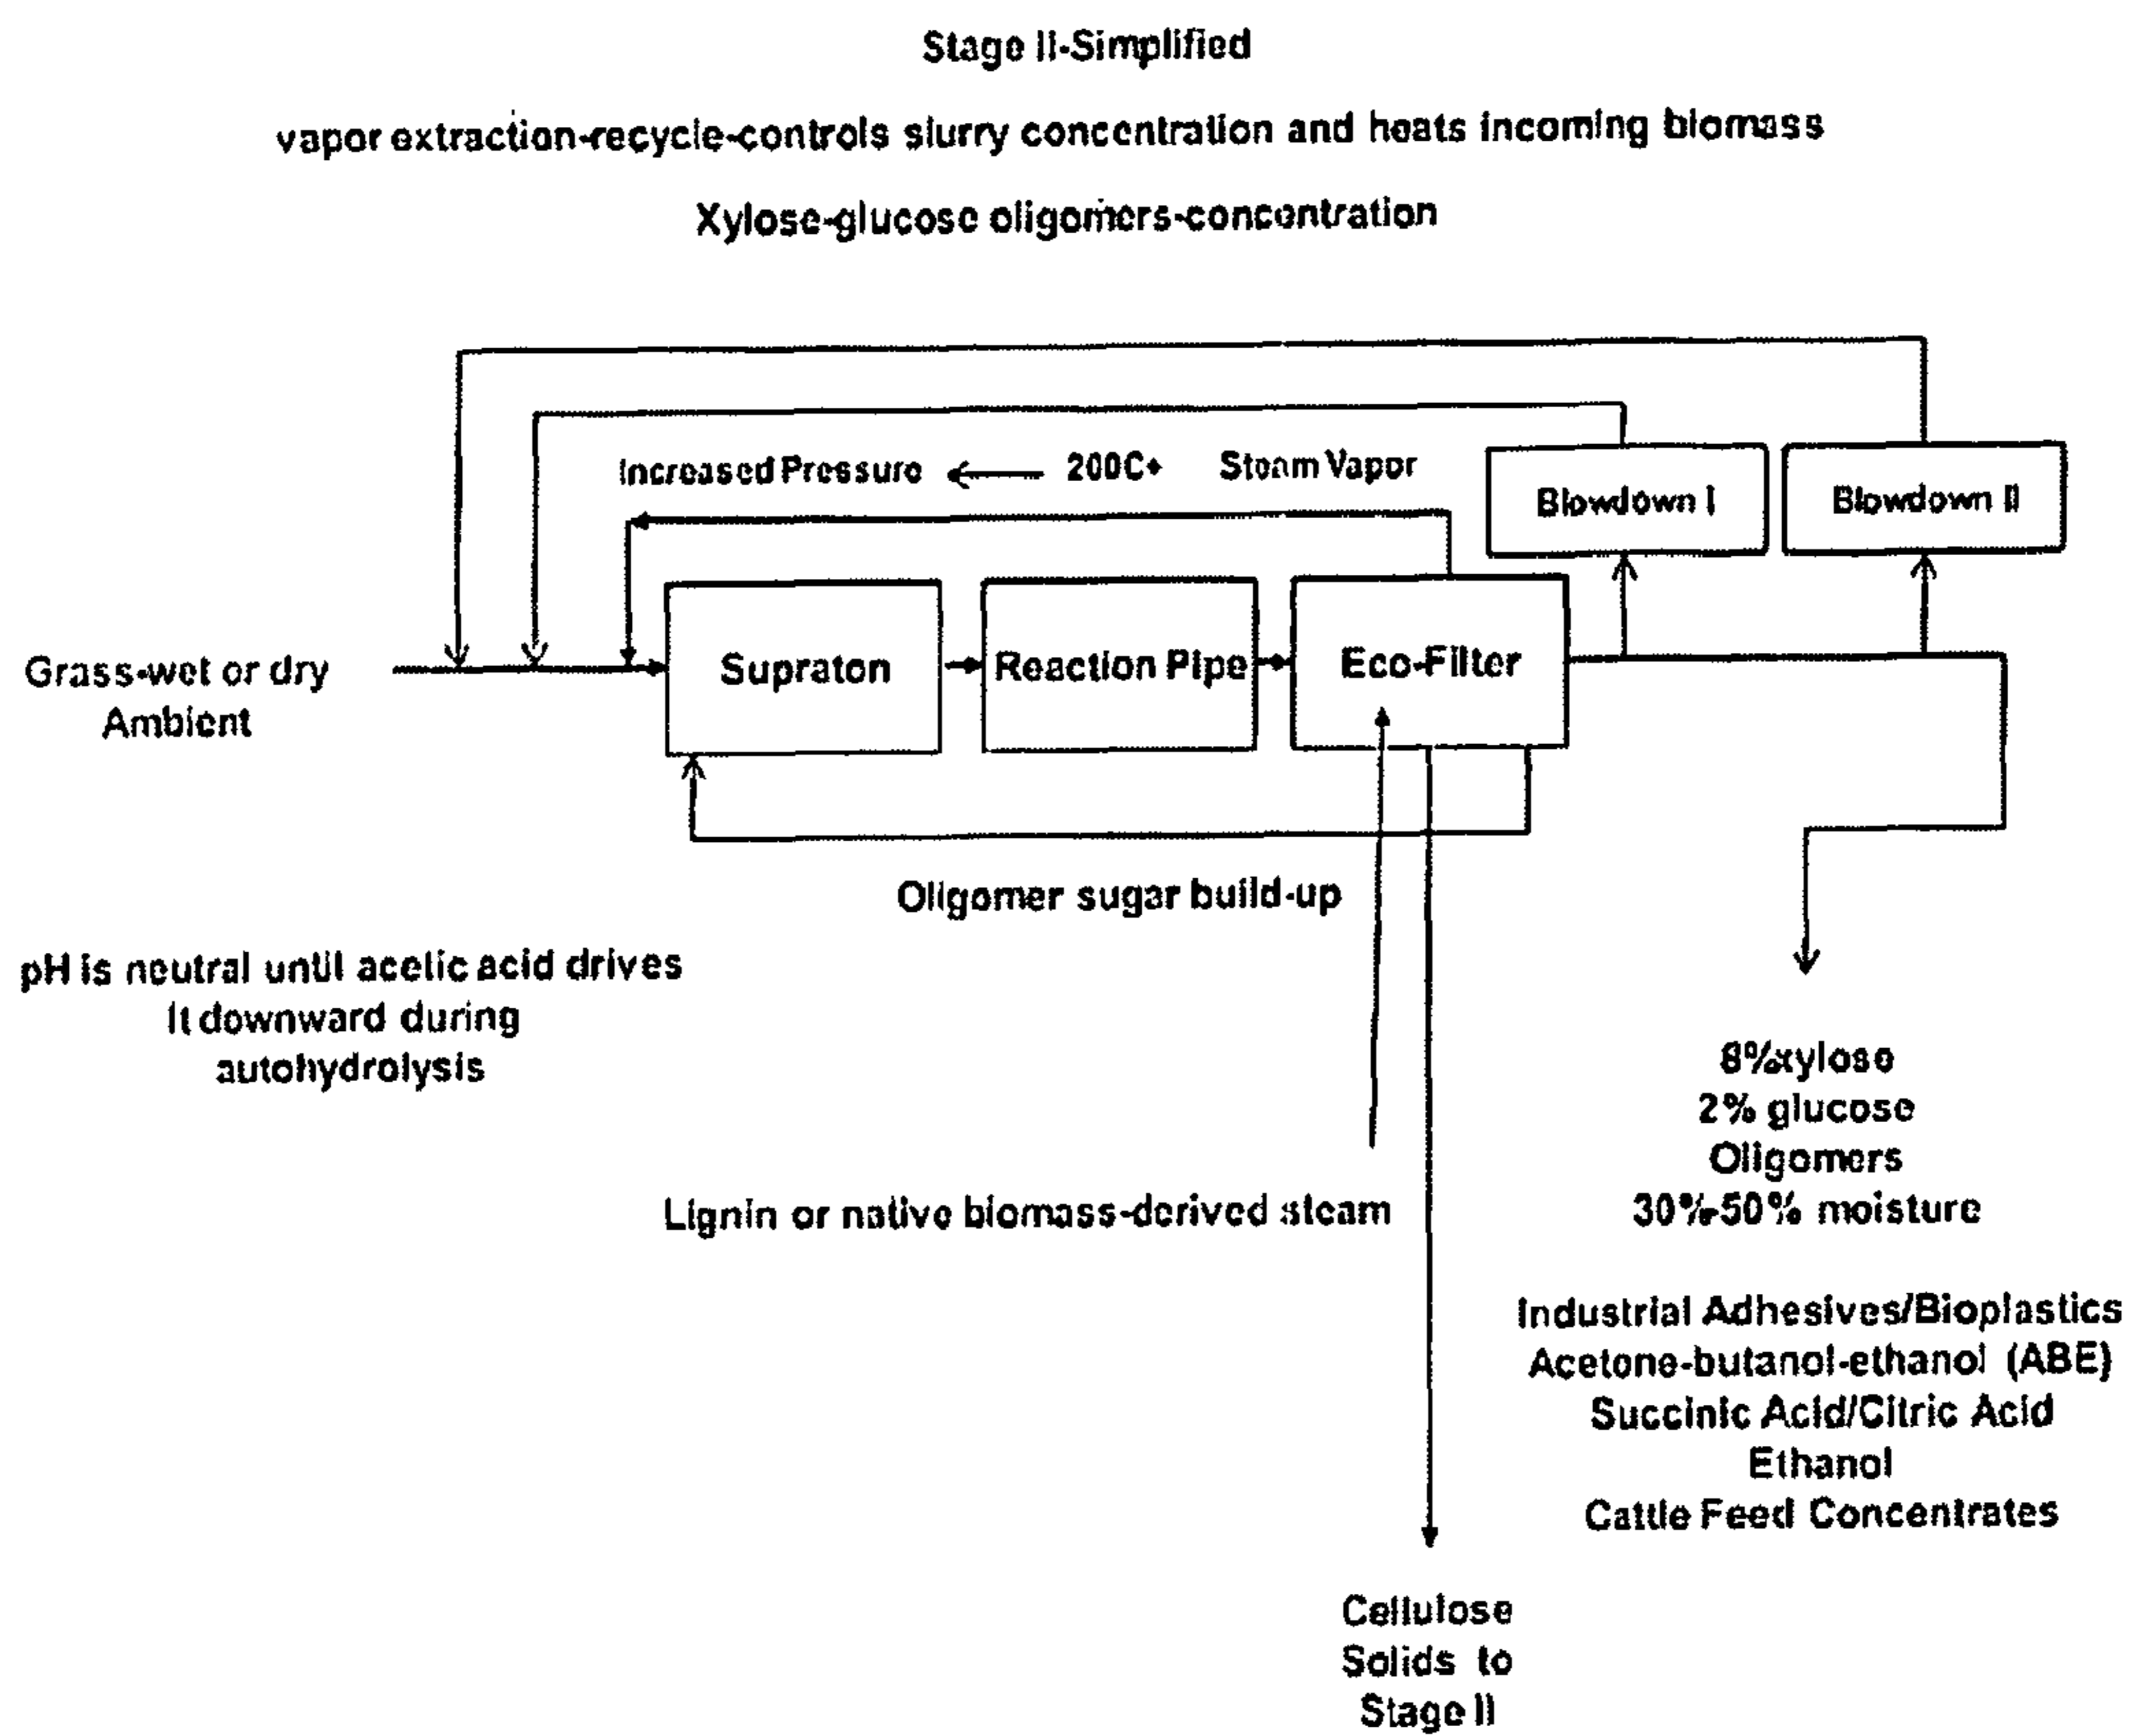 Stage II-Simplified
vapor extraction-recycle-controls slurry concentration and heats incoming biomass
Xylose-glucose oligomers-concentration
Increased Pressure 200C+ Steam Vapor
Blowdown I
Blowdown II
Grass-wet or dry
Ambient
Supraton
Reaction Pipe
Eco-Filter
Oligomer sugar build-up
pH is neutral until acetic acid drives
it downward during
autohydrolysis
Lignin or native biomass-derived steam
8%xylose
2% glucose
Oligomers
30%-50% moisture
Industrial Adhesives/Bioplastics
Acetone-butanol-ethanol (ABE)
Succinic Acid/Citric Acid
Ethanol
Cattle Feed Concentrates
Cellulose
Solids to
Stage II